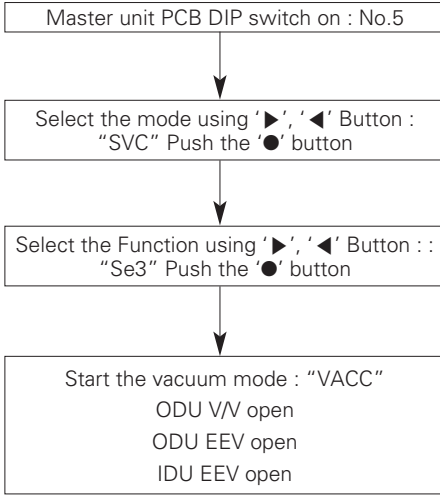 Master unit PCB DIP switch on : No.5
Select the mode using ‘▶’, ‘ ◀’ Button :
“SVC” Push the ‘●’ button
Select the Function using ‘▶’, ‘ ◀’ Button : :
“Se3” Push the ‘●’ button
Start the vacuum mode : “VACC”
ODU V/V open
ODU EEV open
IDU EEV open